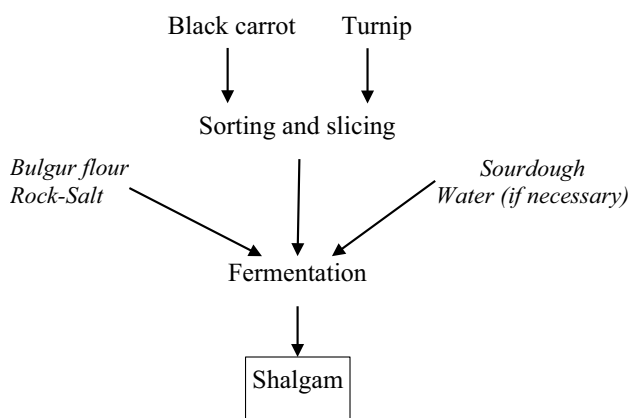 Black carrot
Turnip
Sorting and slicing
Bulgur flour
Rock-Salt
Sourdough
Water (if necessary)
Fermentation
Shalgam